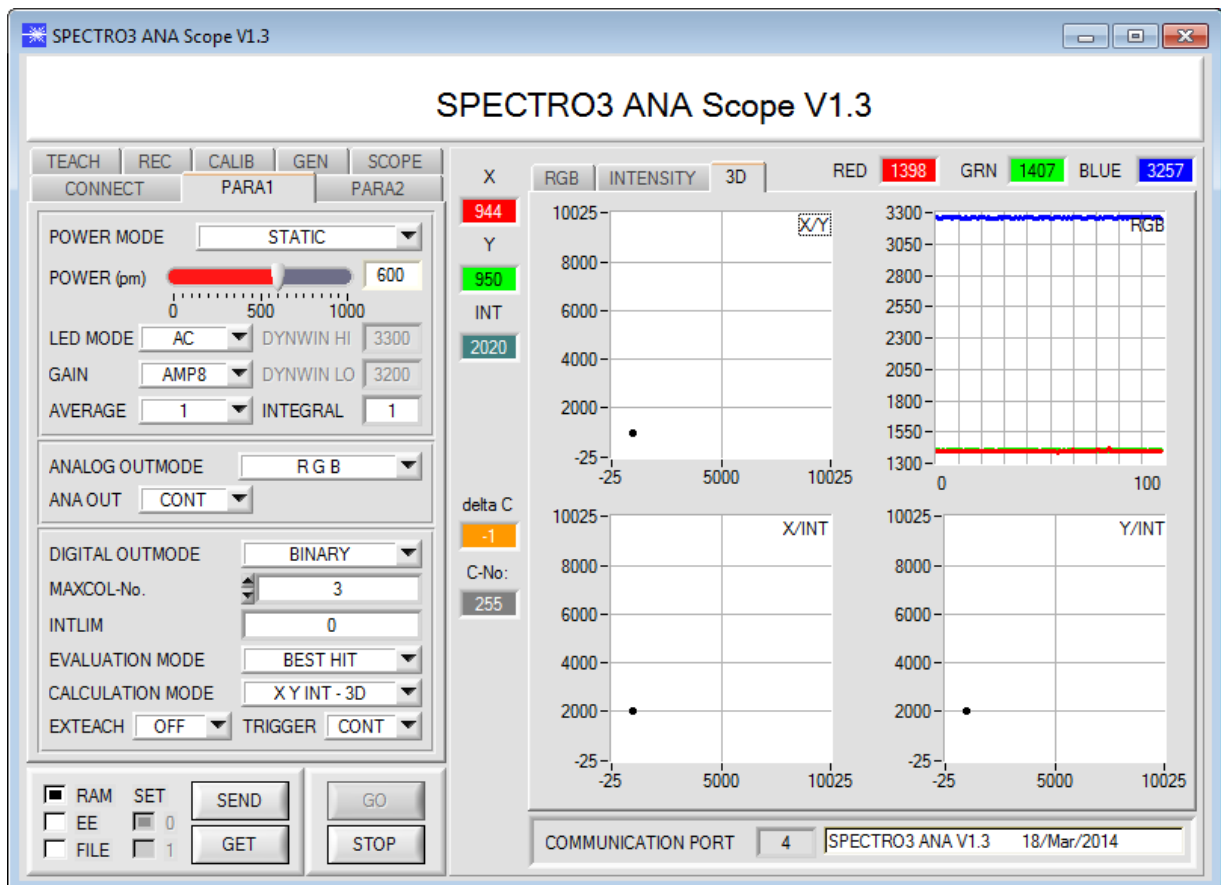 SPECTRO3 ANA Scope V1.3
SPECTRO3 ANA Scope V1.3
TEACH REC CALIB GEN SCOPE
CONNECT PARA1 PARA2
POWER MODE STATIC
POWER (pm) 600
0 500 1000
LED MODE AC DYNWIN HI 3300
GAIN AMP8 DYNWIN LO 3200
AVERAGE 1 INTEGRAL 1
ANALOG OUTMODE R G B
ANA OUT CONT
DIGITAL OUTMODE BINARY
MAXCOL-No. 3
INTLIM 0
EVALUATION MODE BEST HIT
CALCULATION MODE X Y INT - 3D
EXTEACH OFF TRIGGER CONT
RAM SET SEND GO
EE 0
FILE 1 GET STOP
X
944
Y
950
INT
2020
delta C
-1
C-No:
255
RGB INTENSITY 3D RED 1398 GRN 1407 BLUE 3257
X/Y
10025
8000
6000
4000
2000
-25
-25 5000 10025
RGB
3300
3050
2800
2550
2300
2050
1800
1550
1300
0 100
X/INT
10025
8000
6000
4000
2000
-25
-25 5000 10025
Y/INT
10025
8000
6000
4000
2000
-25
-25 5000 10025
COMMUNICATION PORT 4 SPECTRO3 ANA V1.3 18/Mar/2014